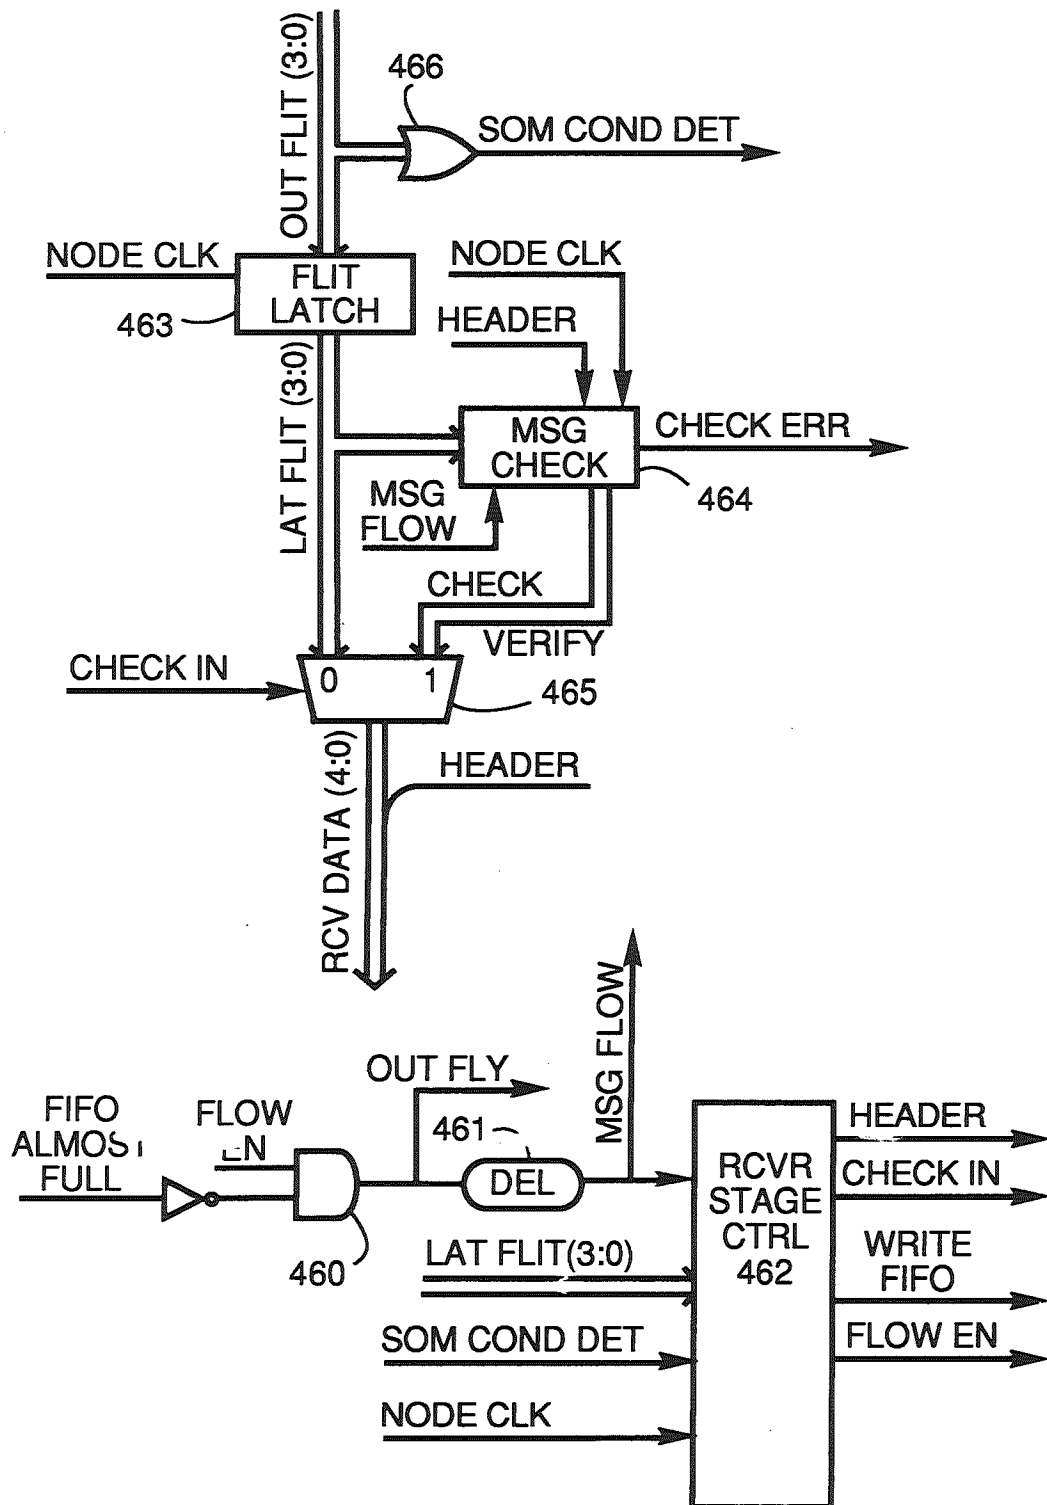 OUT FLIT (3:0)
466
SOM COND DET
NODE CLK
FLIT
LATCH
463
NODE CLK
HEADER
LAT FLIT (3:0)
MSG
CHECK
CHECK ERR
464
MSG
FLOW
CHECK
VERIFY
CHECK IN
0
1
465
RCV DATA (4:0)
HEADER
MSG FLOW
OUT FLY
FIFO
ALMOST
FULL
FLOW
EN
461
DEL
460
LAT FLIT(3:0)
SOM COND DET
NODE CLK
RCVR
STAGE
CTRL
462
HEADER
CHECK IN
WRITE
FIFO
FLOW EN